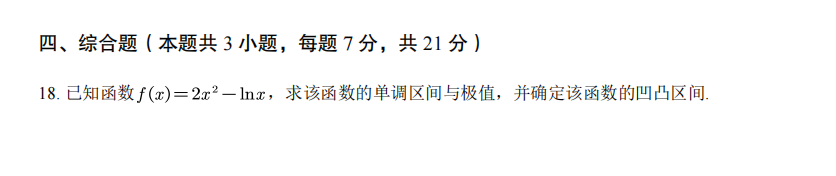 四、综合题（本题共 3 小题，每题 7 分，共 21 分）
18. 已知函数 f(x)=2x²－lnx，求该函数的单调区间与极值，并确定该函数的凹凸区间.